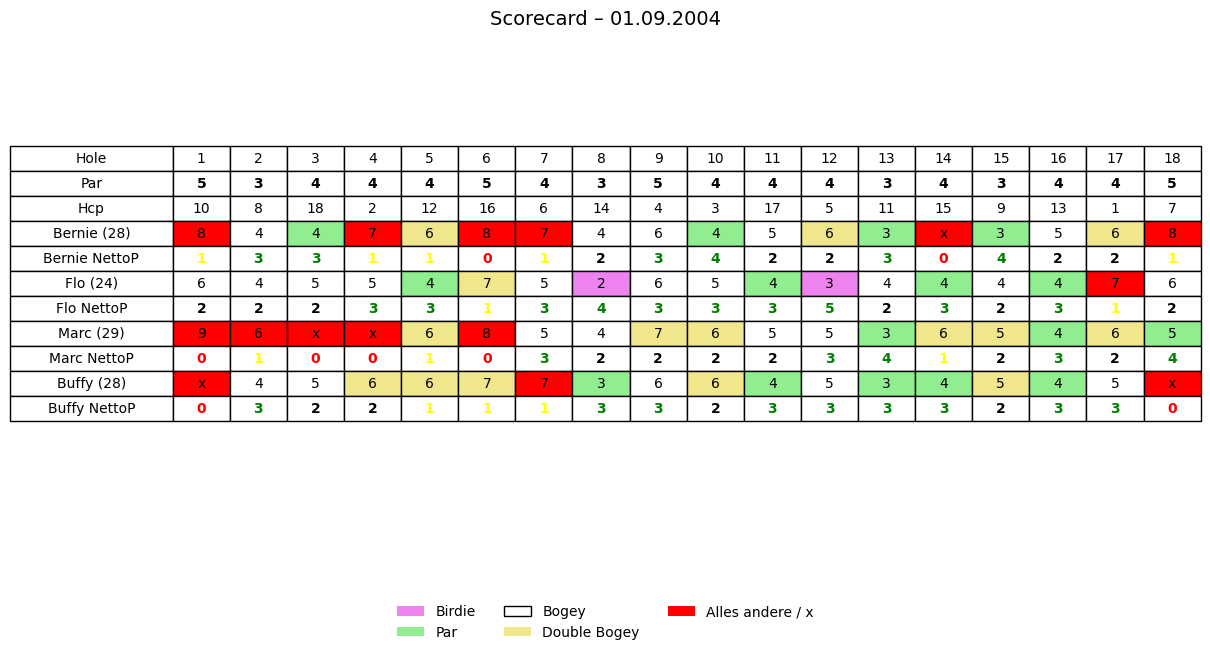 Scorecard – 01.09.2004
Hole 1 2 3 4 5 6 7 8 9 10 11 12 13 14 15 16 17 18
Par 5 3 4 4 4 5 4 3 5 4 4 4 3 4 3 4 4 5
Hcp 10 8 18 2 12 16 6 14 4 3 17 5 11 15 9 13 1 7
Bernie (28) 8 4 4 7 6 8 7 4 6 4 5 6 3 x 3 5 6 8
Bernie NettoP 1 3 3 1 1 0 1 2 3 4 2 2 3 0 4 2 2 1
Flo (24) 6 4 5 5 4 7 5 2 6 5 4 3 4 4 4 4 7 6
Flo NettoP 2 2 2 3 3 1 3 4 3 3 3 5 2 3 2 3 1 2
Marc (29) 9 6 x x 6 8 5 4 7 6 5 5 3 6 5 4 6 5
Marc NettoP 0 1 0 0 1 0 3 2 2 2 2 3 4 1 2 3 2 4
Buffy (28) x 4 5 6 6 7 7 3 6 6 4 5 3 4 5 4 5 x
Buffy NettoP 0 3 2 2 1 1 1 3 3 2 3 3 3 3 2 3 3 0
Birdie Bogey Alles andere / x
Par Double Bogey